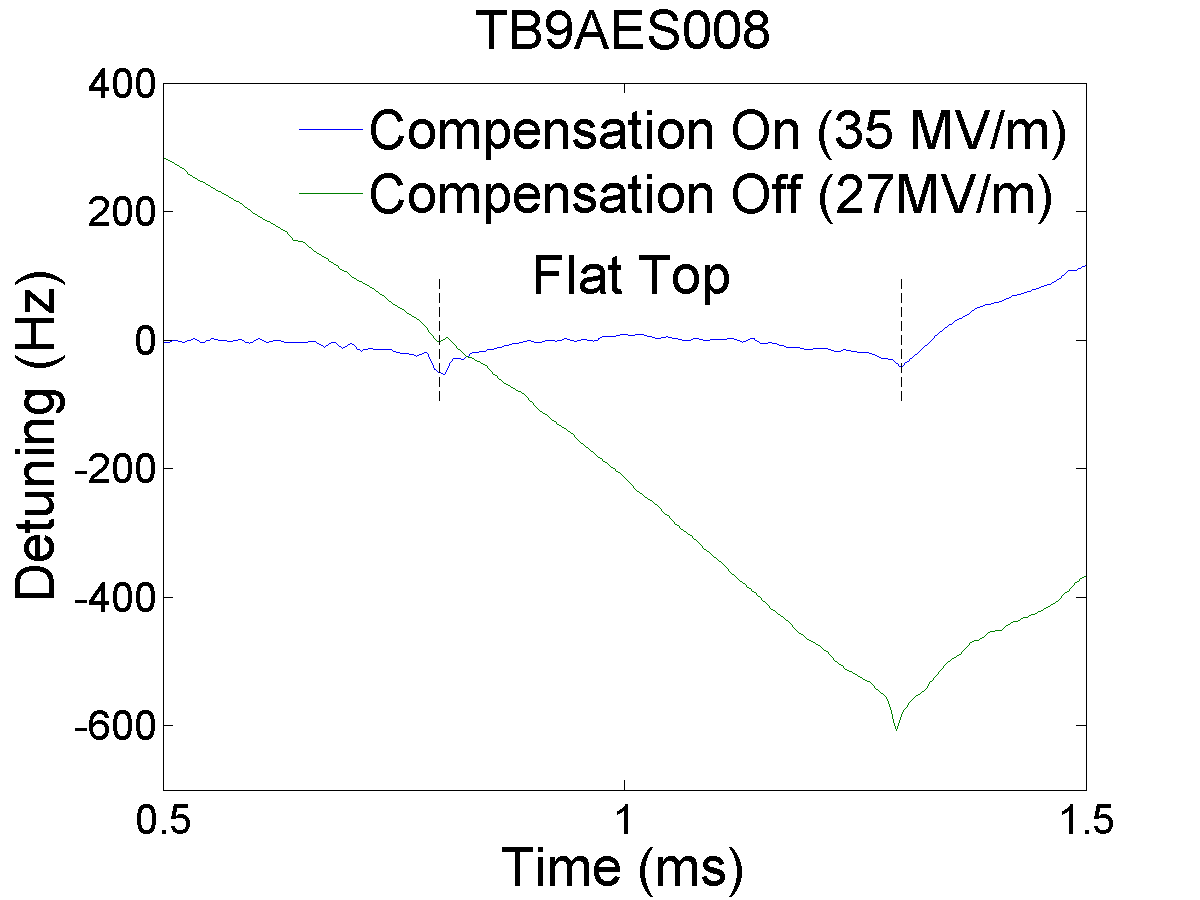 TB9AES008
400
200
0
-200
-400
-600
Detuning (Hz)
Compensation On (35 MV/m)
Compensation Off (27MV/m)
Flat Top
0.5
1
1.5
Time (ms)